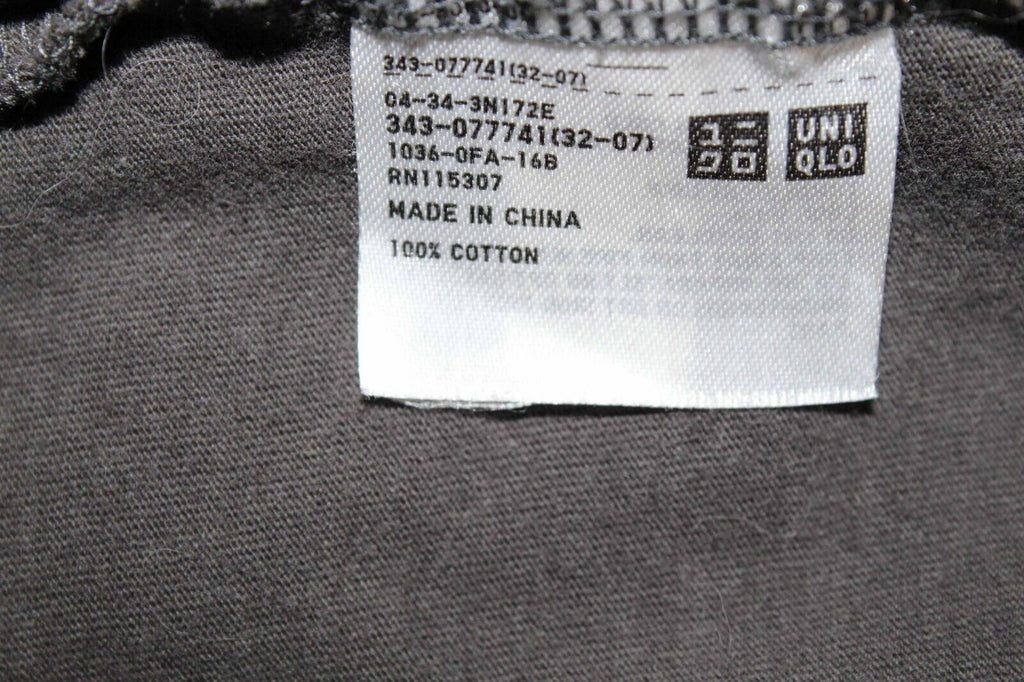 343-077741(32-07)
04-34-3N172E
343-077741(32-07)
1036-0FA-16B
RN115307
MADE IN CHINA
100% COTTON
ユニ
クロ
UNI
QLO